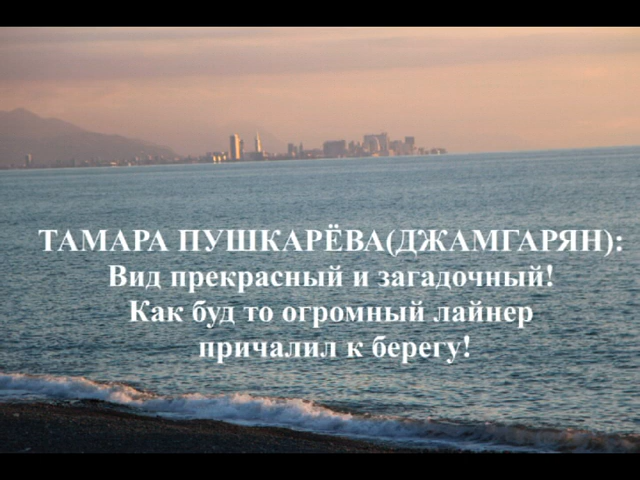 ТАМАРА ПУШКАРЁВА(ДЖАМГАРЯН):
Вид прекрасный и загадочный!
Как буд то огромный лайнер
причалил к берегу!